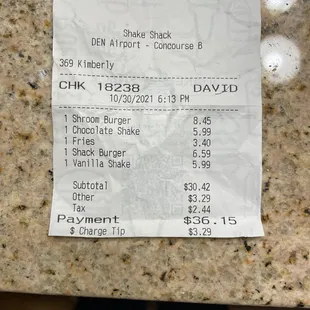 Shake Shack
DEN Airport - Concourse B
369 Kimberly
CHK 18238 DAVID
10/30/2021 6:13 PM
1 Shroom Burger 8.45
1 Chocolate Shake 5.99
1 Fries 3.40
1 Shack Burger 6.59
1 Vanilla Shake 5.99
Subtotal $30.42
Other $3.29
Tax $2.44
Payment $36.15
$ Charge Tip $3.29